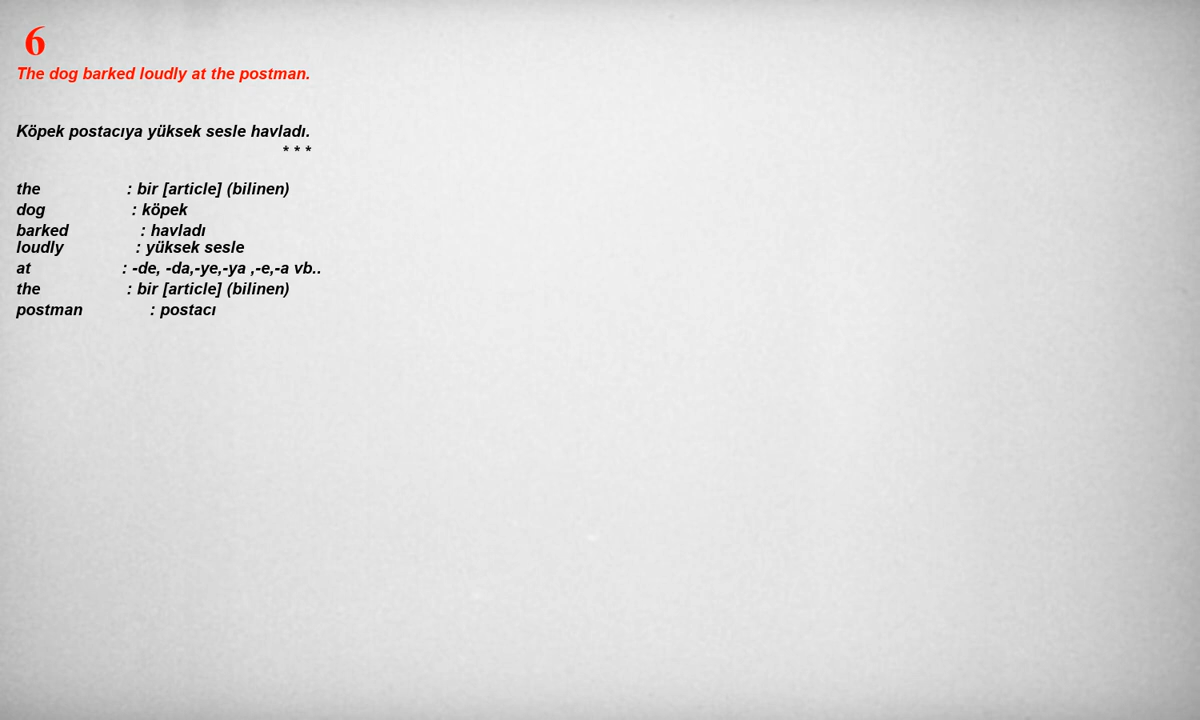 6
The dog barked loudly at the postman.
Köpek postacıya yüksek sesle havladı.
* * *
the : bir [article] (bilinen)
dog : köpek
barked : havladı
loudly : yüksek sesle
at : -de, -da,-ye,-ya ,-e,-a vb..
the : bir [article] (bilinen)
postman : postacı